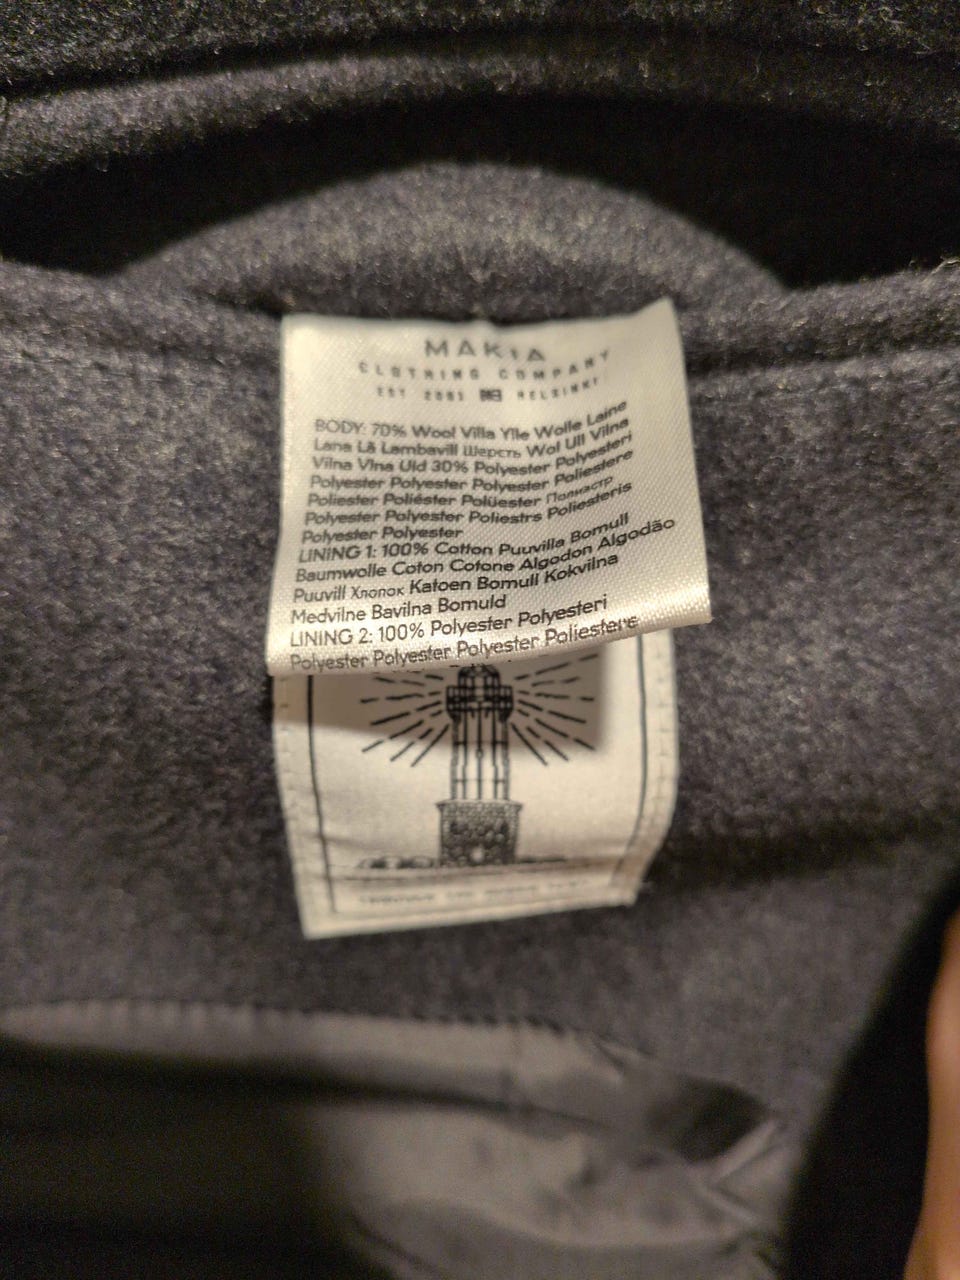 MAKIA
CLOTHING COMPANY
EST 2001 HELSINKI
BODY: 70% Wool Villa Ylle Wolle Laine
Lana Lã Lambavill Шерсть Wol Ull Vilna
Vilna Vlna Uld 30% Polyester Polyesteri
Polyester Polyester Polyester Poliestere
Poliester Poliéster Polüester Полиэстр
Polyester Polyester Poliestrs Poliesteris
Polyester Polyester
LINING 1: 100% Cotton Puuvilla Bomull
Baumwolle Coton Cotone Algodon Algodão
Puuvill Хлопок Katoen Bomull Kokvilna
Medvilne Bavilna Bomuld
LINING 2: 100% Polyester Polyesteri
Polyester Polyester Polyester Poliestere